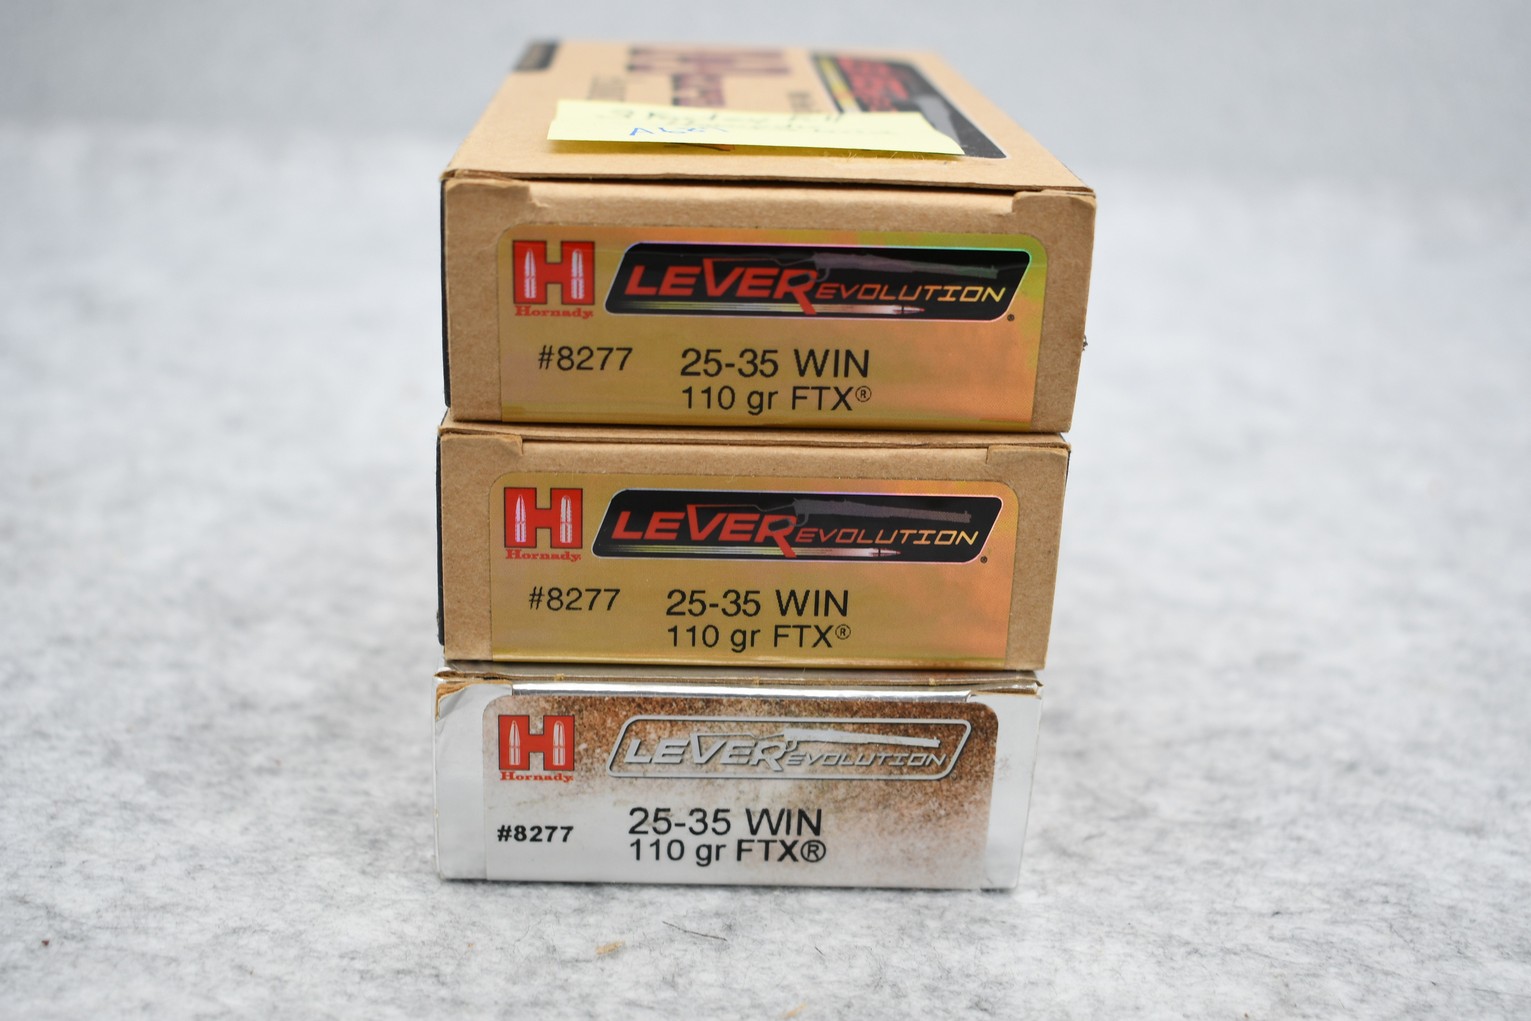 Hornady
LEVEREVOLUTION
#8277
25-35 WIN
110 gr FTX®
Hornady
LEVEREVOLUTION
#8277
25-35 WIN
110 gr FTX®
Hornady
LEVEREVOLUTION
#8277
25-35 WIN
110 gr FTX®